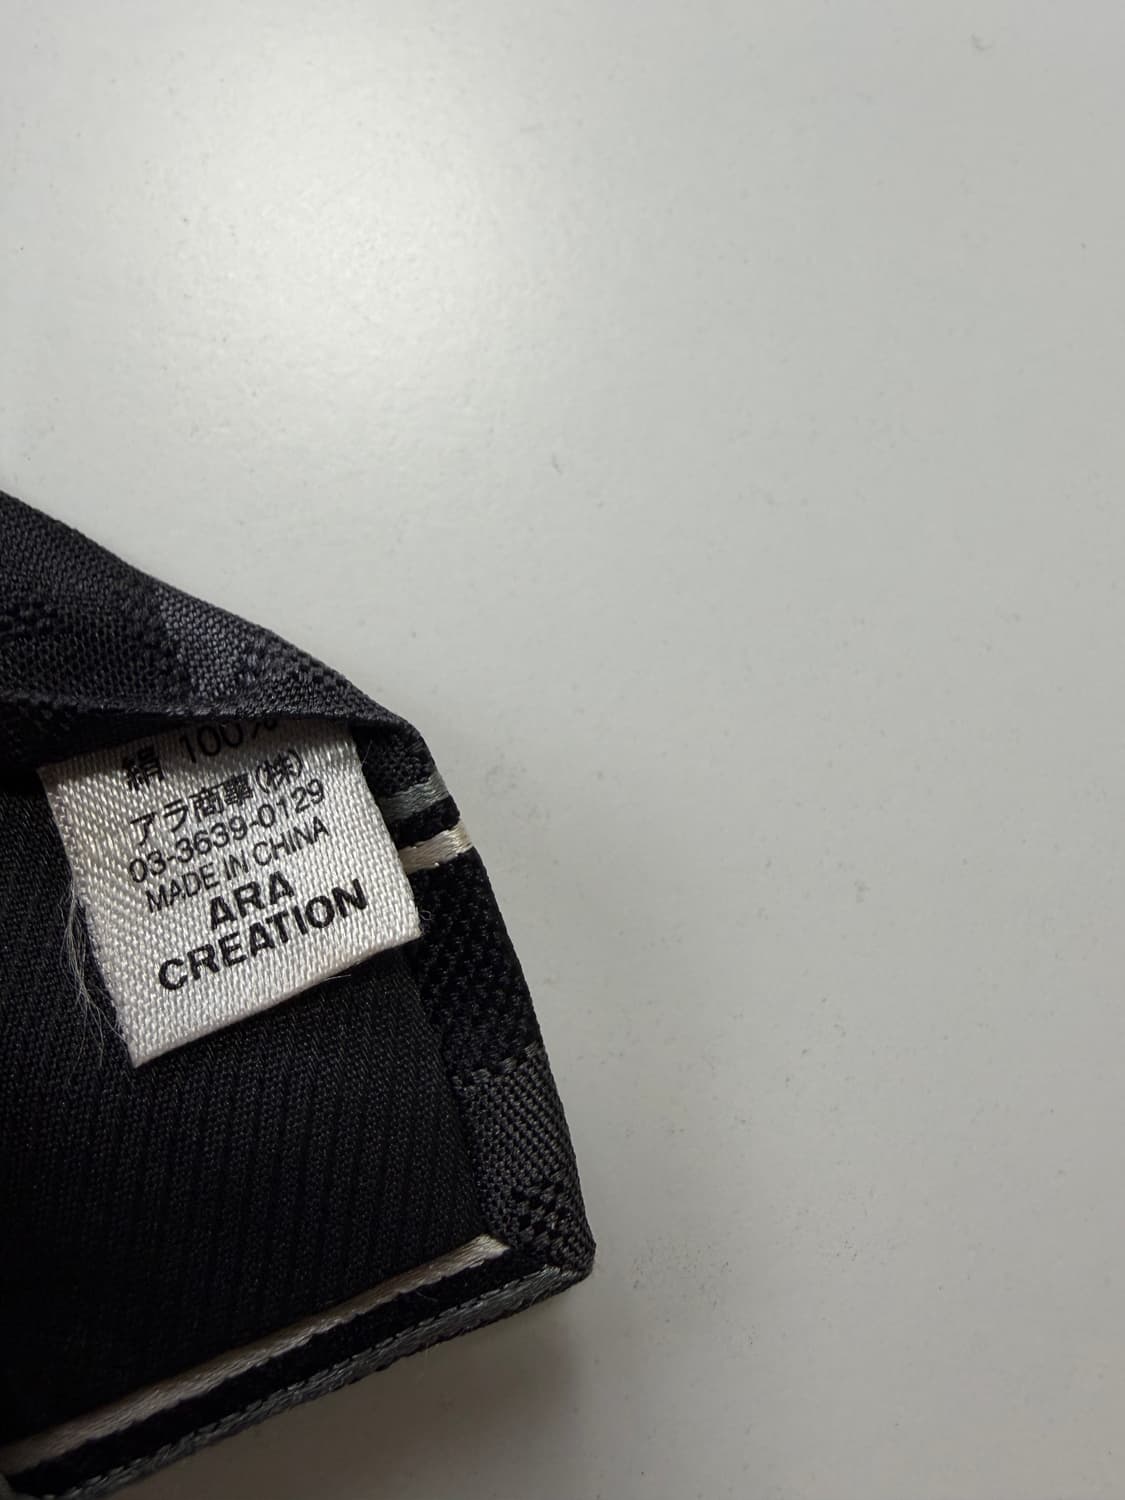 絹 100%
アラ商事(株)
03-3639-0129
MADE IN CHINA
ARA
CREATION